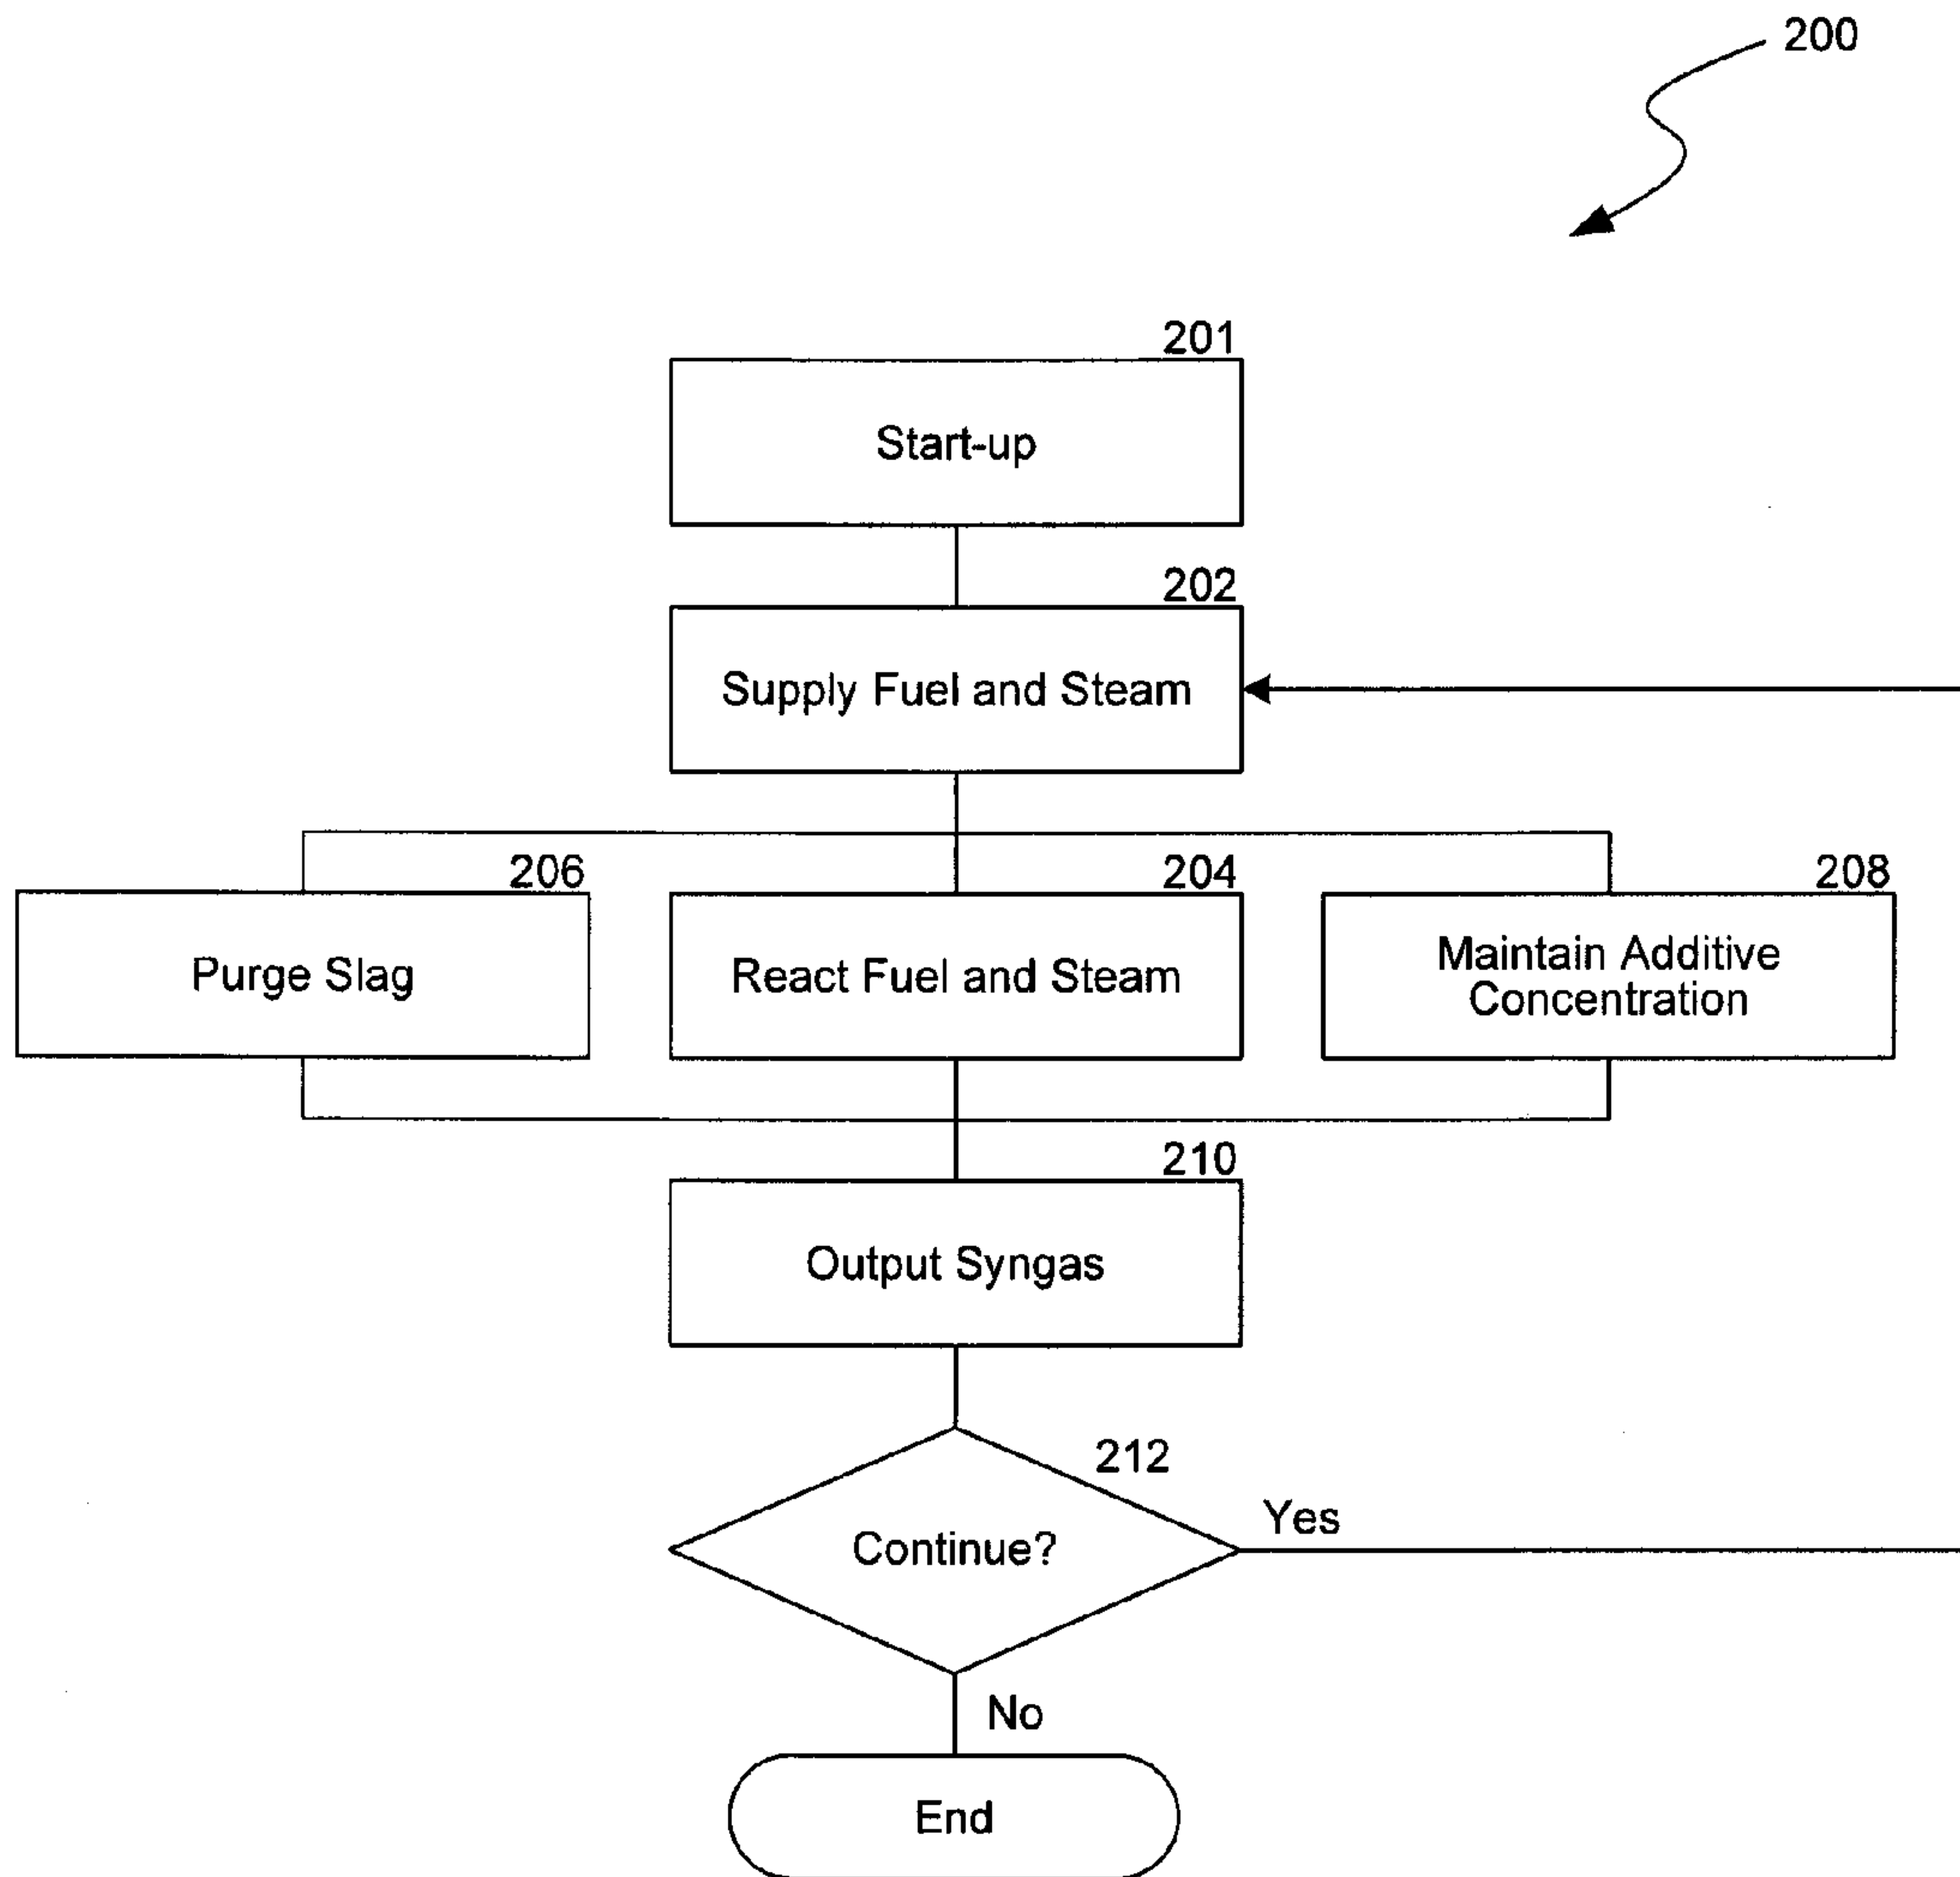 200
201
Start-up
202
Supply Fuel and Steam
206
Purge Slag
204
React Fuel and Steam
208
Maintain Additive
Concentration
210
Output Syngas
212
Continue?
Yes
No
End